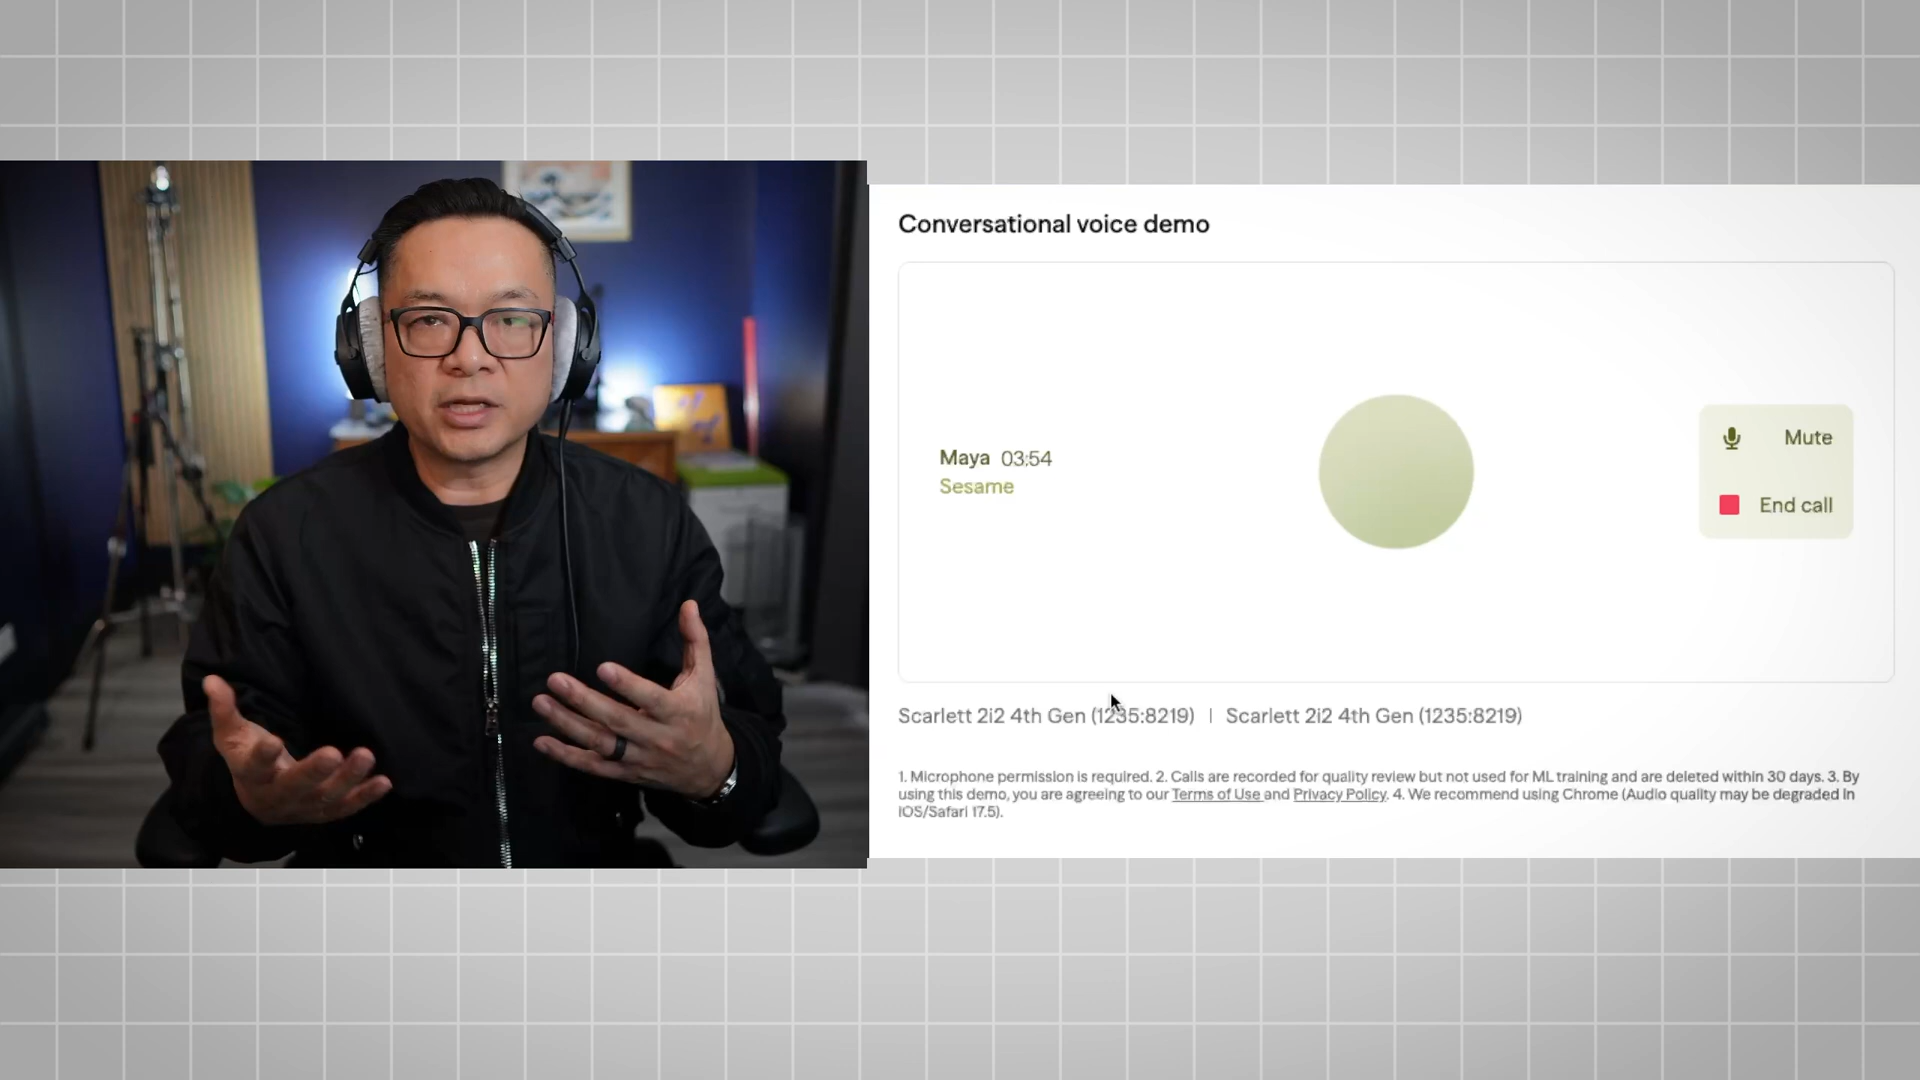 Conversational voice demo
Maya 03:54
Sesame
Mute
End call
Scarlett 2i2 4th Gen (1235:8219) | Scarlett 2i2 4th Gen (1235:8219)
1. Microphone permission is required. 2. Calls are recorded for quality review but not used for ML training and are deleted within 30 days. 3. By
using this demo, you are agreeing to our Terms of Use and Privacy Policy. 4. We recommend using Chrome (Audio quality may be degraded in
iOS/Safari 17.5).